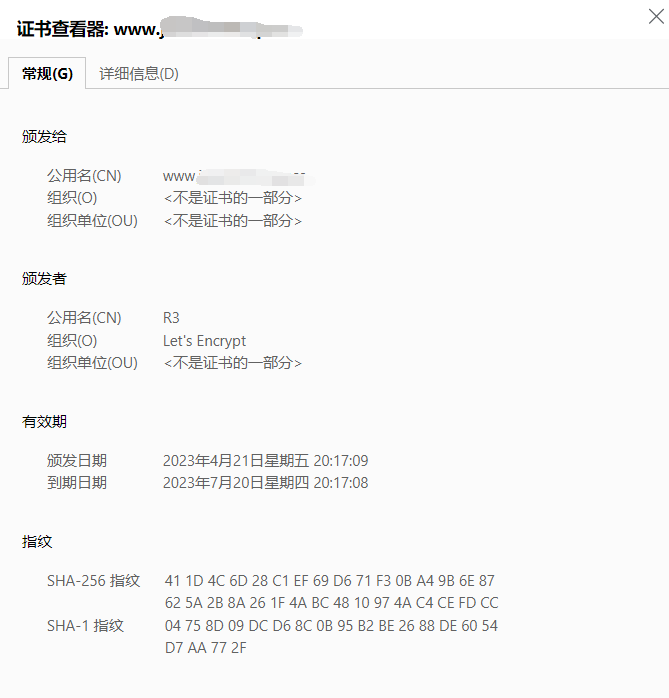 证书查看器: www.
常规(G) 详细信息(D)
颁发给
公用名(CN) www.
组织(O) <不是证书的一部分>
组织单位(OU) <不是证书的一部分>
颁发者
公用名(CN) R3
组织(O) Let's Encrypt
组织单位(OU) <不是证书的一部分>
有效期
颁发日期 2023年4月21日星期五 20:17:09
到期日期 2023年7月20日星期四 20:17:08
指纹
SHA-256 指纹 41 1D 4C 6D 28 C1 EF 69 D6 71 F3 0B A4 9B 6E 87
62 5A 2B 8A 26 1F 4A BC 48 10 97 4A C4 CE FD CC
SHA-1 指纹 04 75 8D 09 DC D6 8C 0B 95 B2 BE 26 88 DE 60 54
D7 AA 77 2F